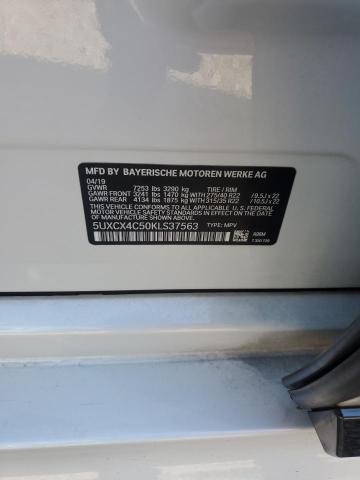 MFD BY BAYERISCHE MOTOREN WERKE AG
04/19
GVWR 7253 lbs 3290 kg TIRE / RIM
GAWR FRONT 3241 lbs 1470 kg WITH 275/40 R22 /9.5J x 22
GAWR REAR 4134 lbs 1875 kg WITH 315/35 R22 /10.5J x 22
THIS VEHICLE CONFORMS TO ALL APPLICABLE U.S. FEDERAL
MOTOR VEHICLE SAFETY STANDARDS IN EFFECT ON THE DATE OF
MANUFACTURE SHOWN ABOVE.
5UXCX4C50KLS37563 TYPE: MPV